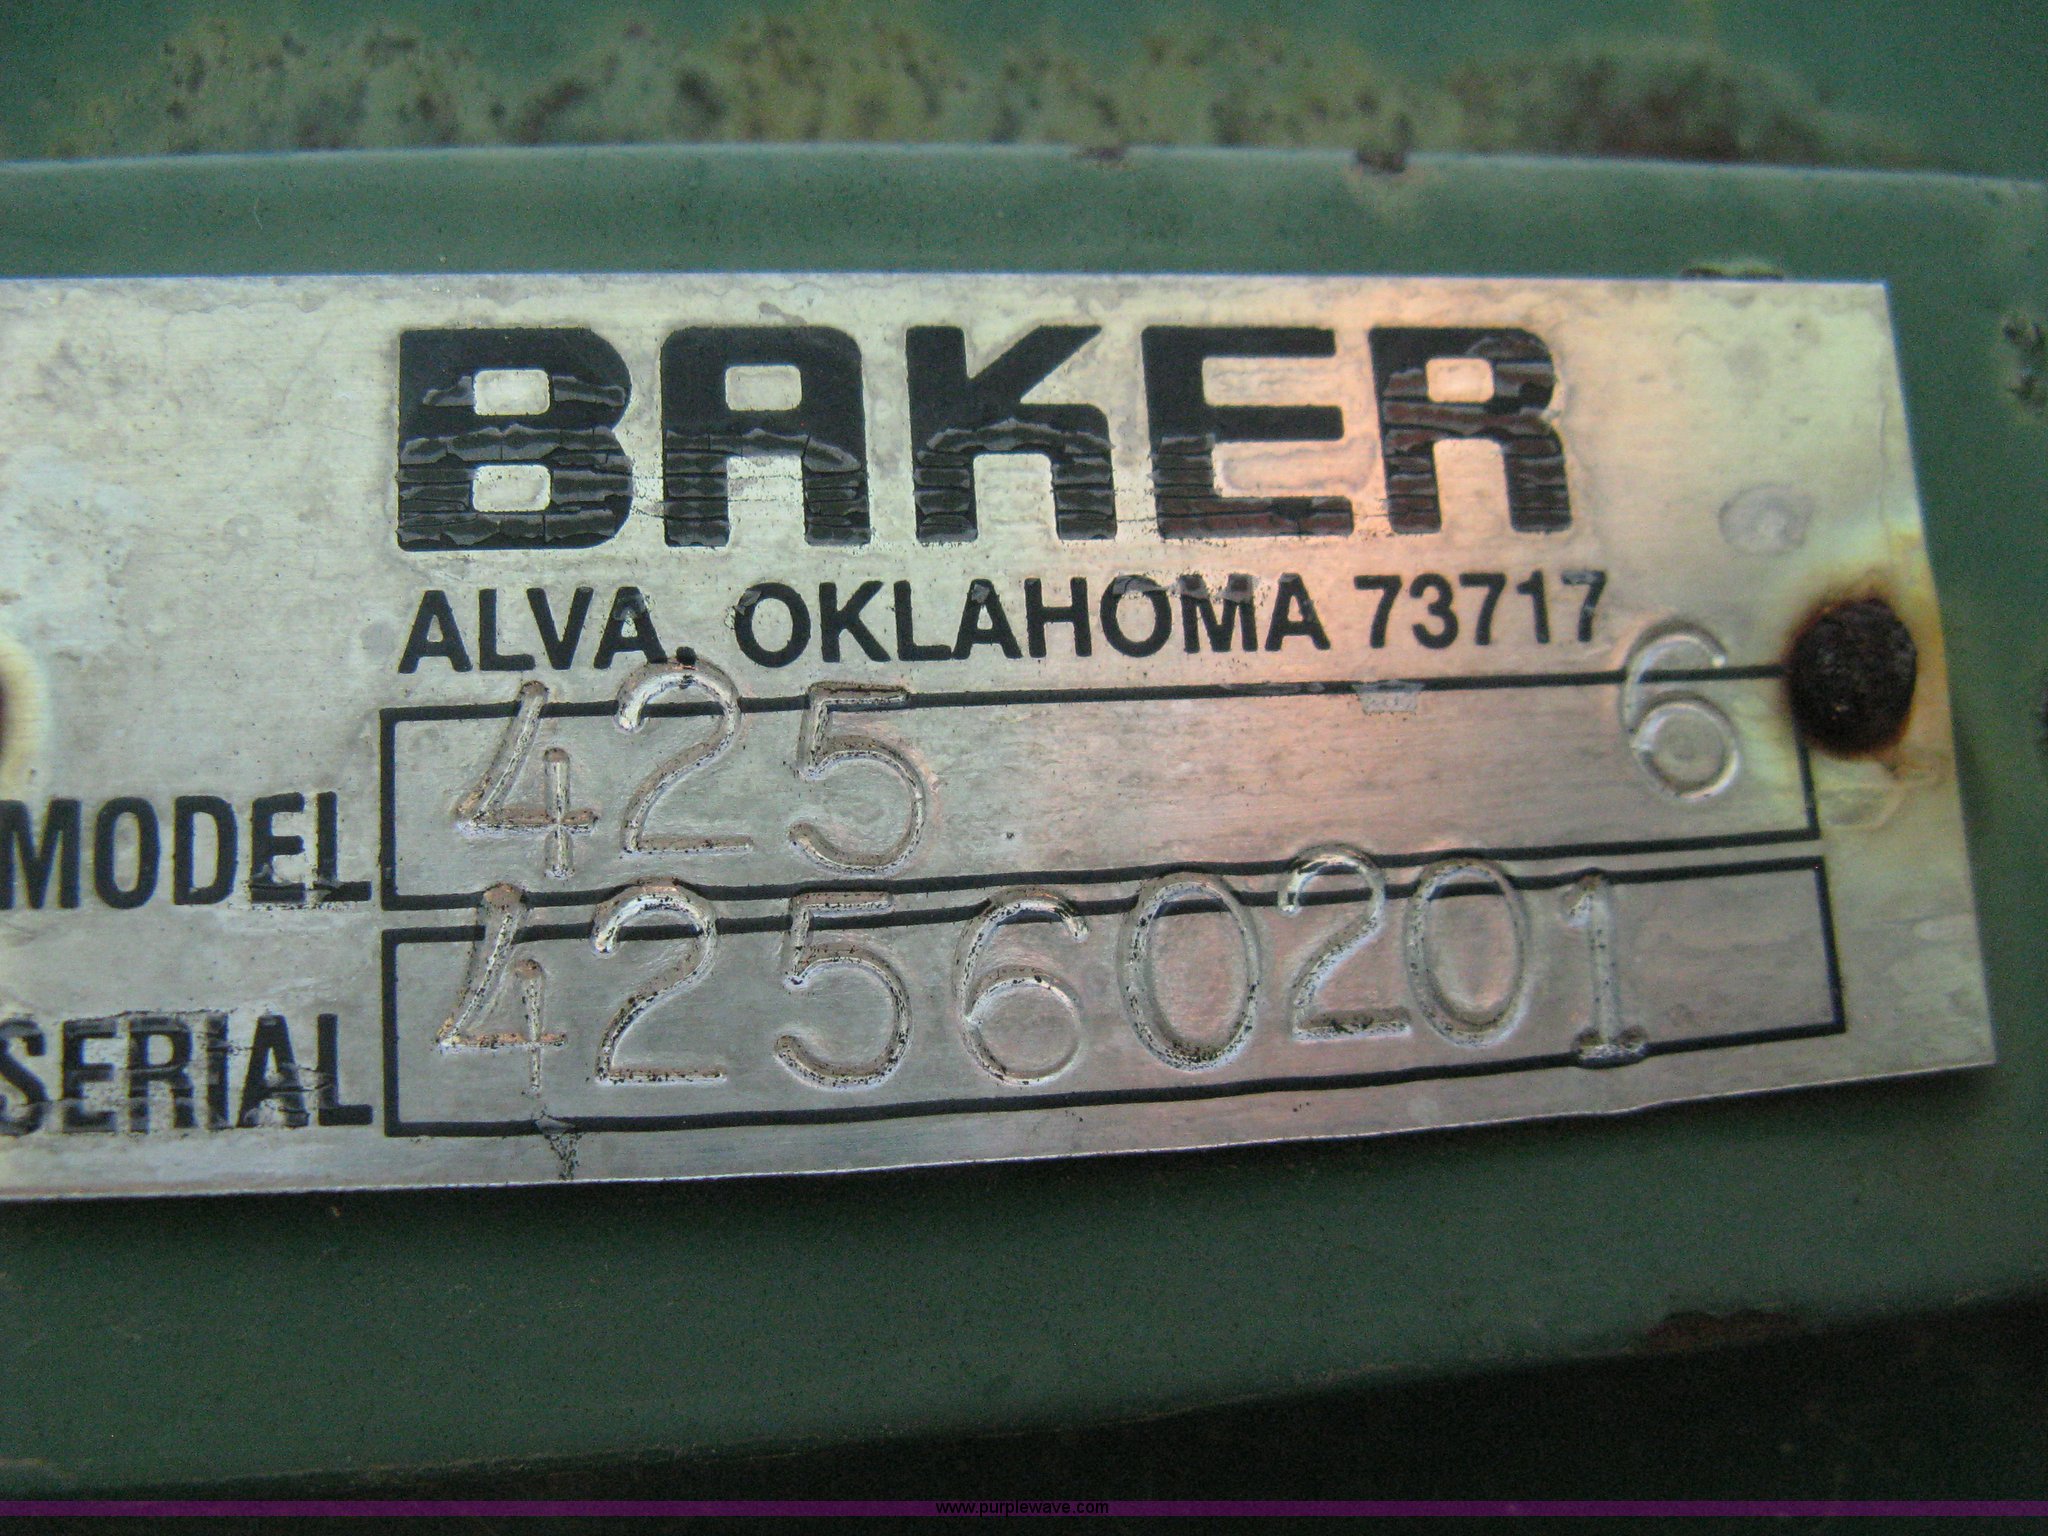 BAKER
ALVA, OKLAHOMA 73717
MODEL 425 6
SERIAL 42560201
www.purplewave.com